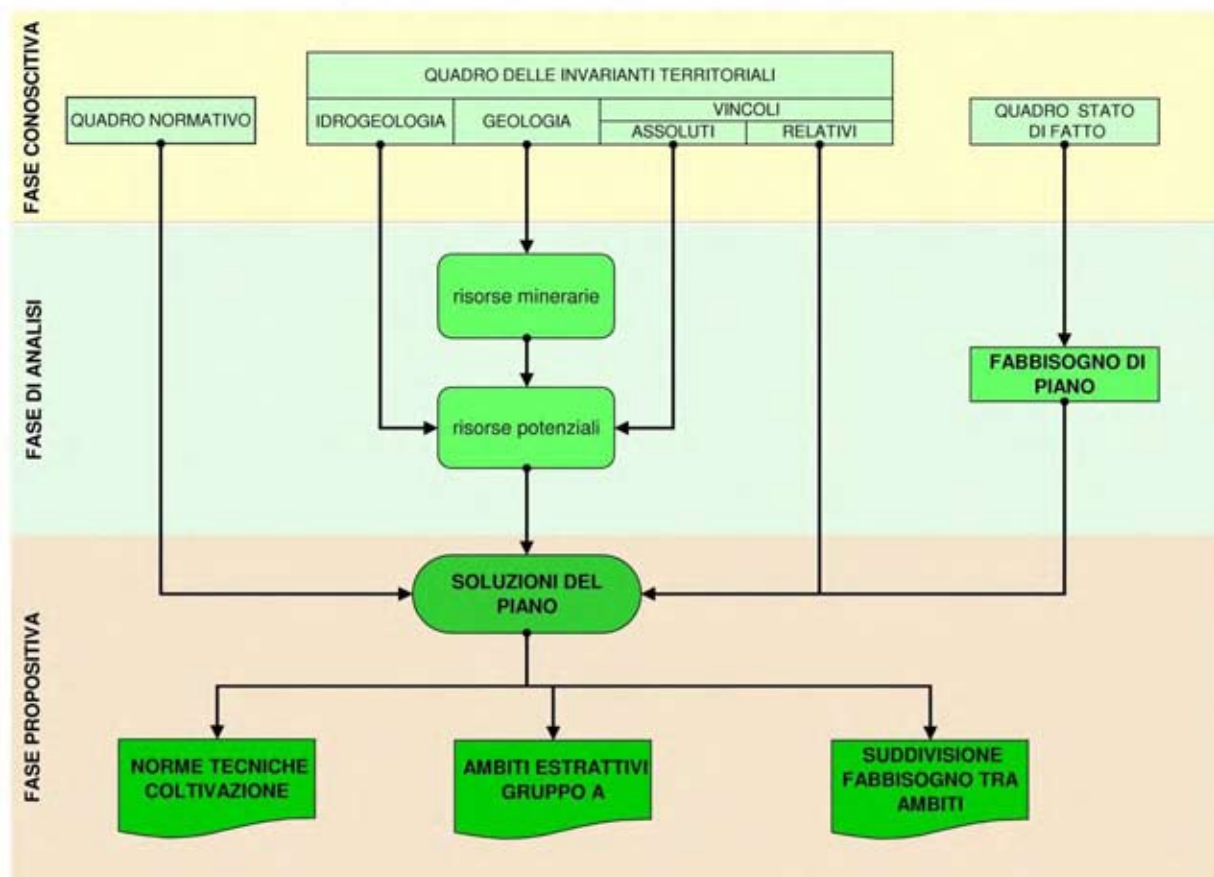 FASE CONOSCITIVA
QUADRO NORMATIVO
QUADRO DELLE INVARIANTI TERRITORIALI
IDROGEOLOGIA
GEOLOGIA
VINCOLI
ASSOLUTI
RELATIVI
QUADRO STATO
DI FATTO
FASE DI ANALISI
risorse minerarie
risorse potenziali
FABBISOGNO DI
PIANO
FASE PROPOSITIVA
SOLUZIONI DEL
PIANO
NORME TECNICHE
COLTIVAZIONE
AMBITI ESTRATTIVI
GRUPPO A
SUDDIVISIONE
FABBISOGNO TRA
AMBITI